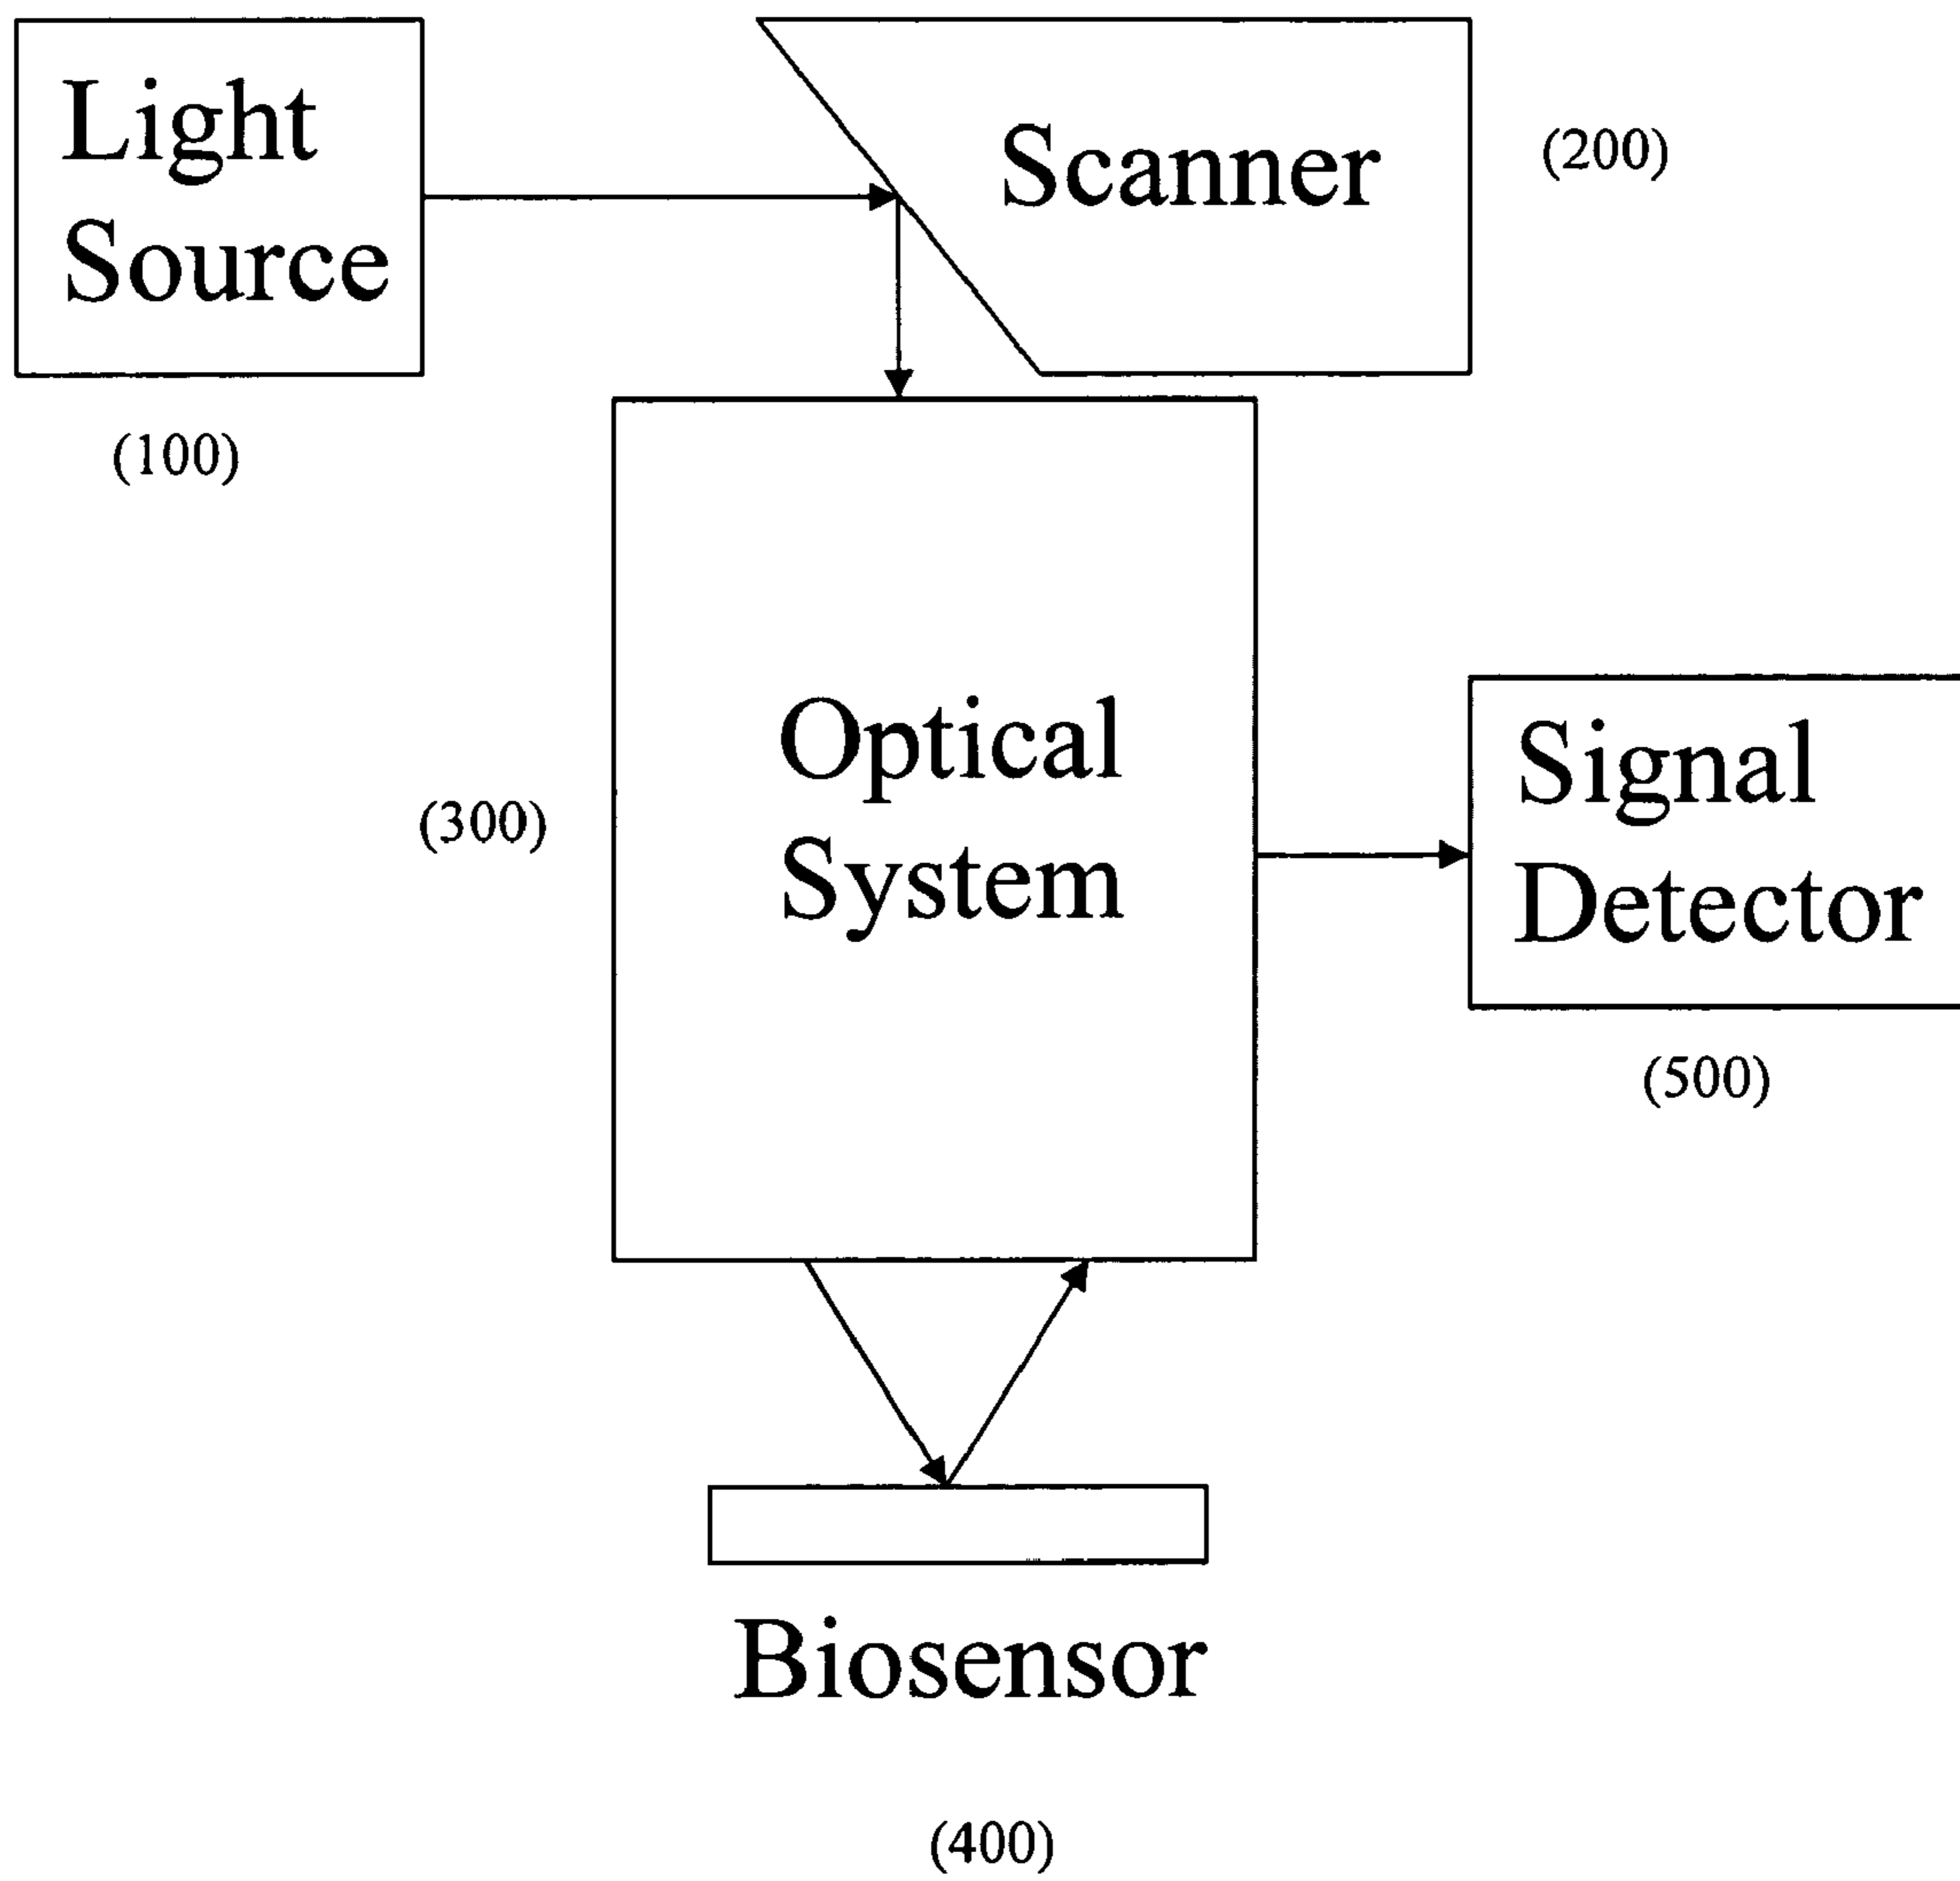 Light
Source
(100)
Scanner
(200)
Optical
System
(300)
Signal
Detector
(500)
Biosensor
(400)